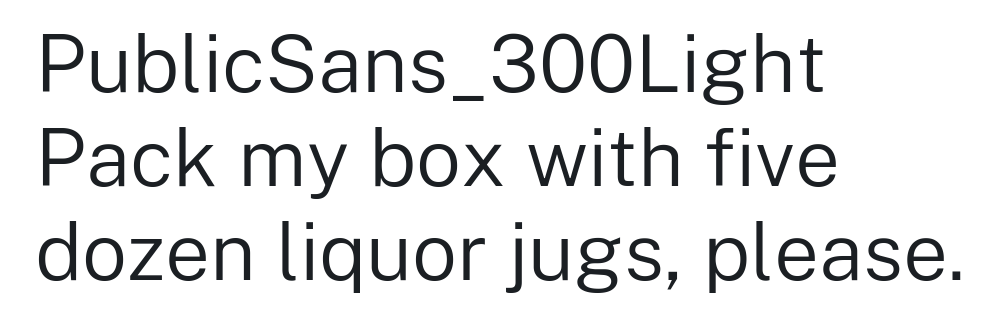 PublicSans_300Light
Pack my box with five
dozen liquor jugs, please.